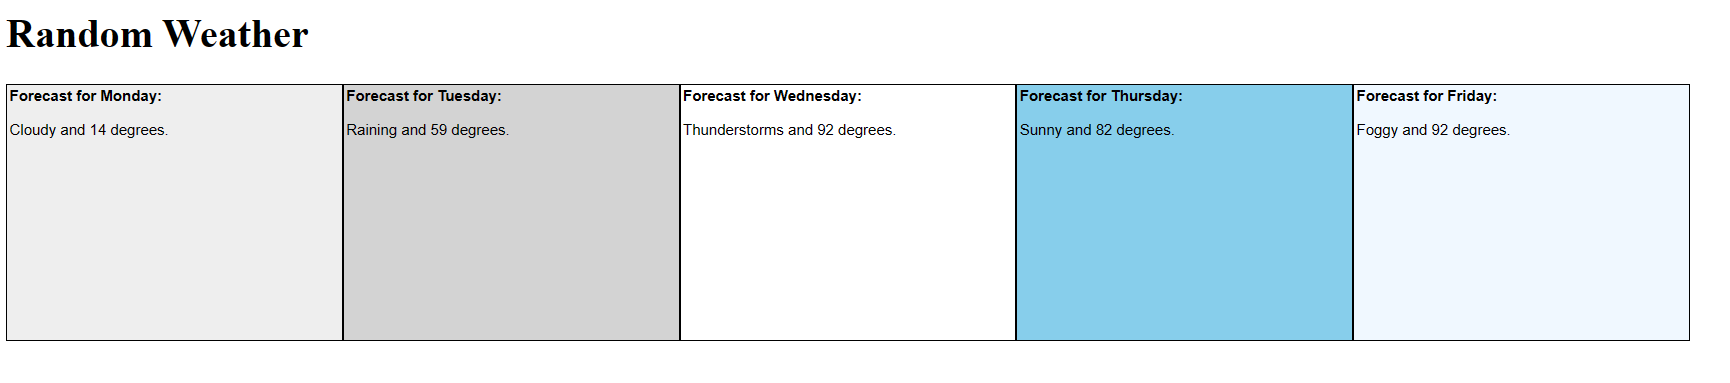 Random Weather
Forecast for Monday:
Cloudy and 14 degrees.
Forecast for Tuesday:
Raining and 59 degrees.
Forecast for Wednesday:
Thunderstorms and 92 degrees.
Forecast for Thursday:
Sunny and 82 degrees.
Forecast for Friday:
Foggy and 92 degrees.